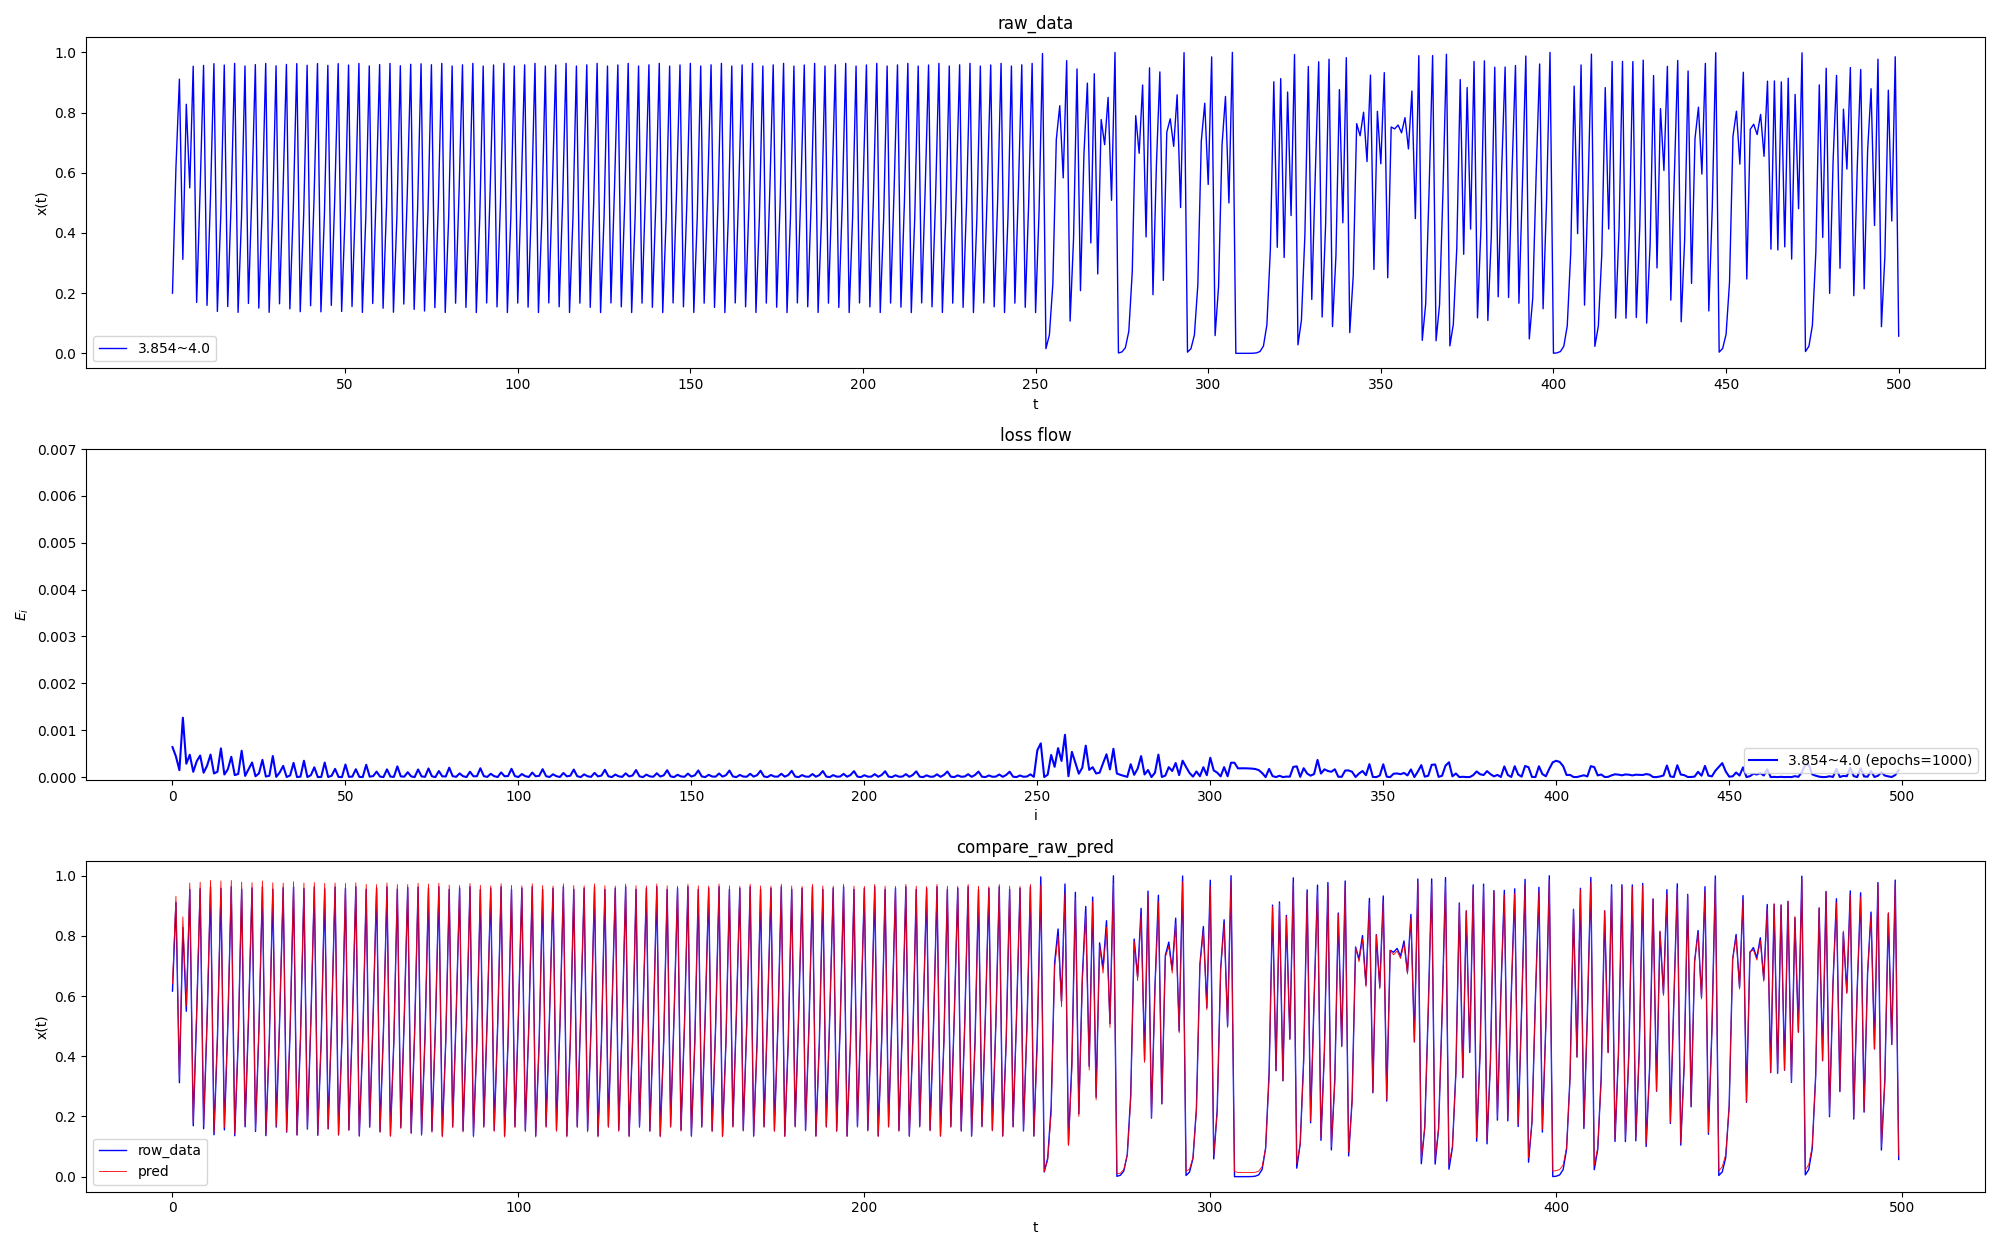 raw_data
1.0
0.8
0.6
0.4
0.2
0.0
x(t)
3.854~4.0
50 100 150 200 250 300 350 400 450 500
t
loss flow
0.007
0.006
0.005
0.004
0.003
0.002
0.001
0.000
E_i
3.854~4.0 (epochs=1000)
0 50 100 150 200 250 300 350 400 450 500
i
compare_raw_pred
1.0
0.8
0.6
0.4
0.2
0.0
x(t)
row_data
pred
0 100 200 300 400 500
t